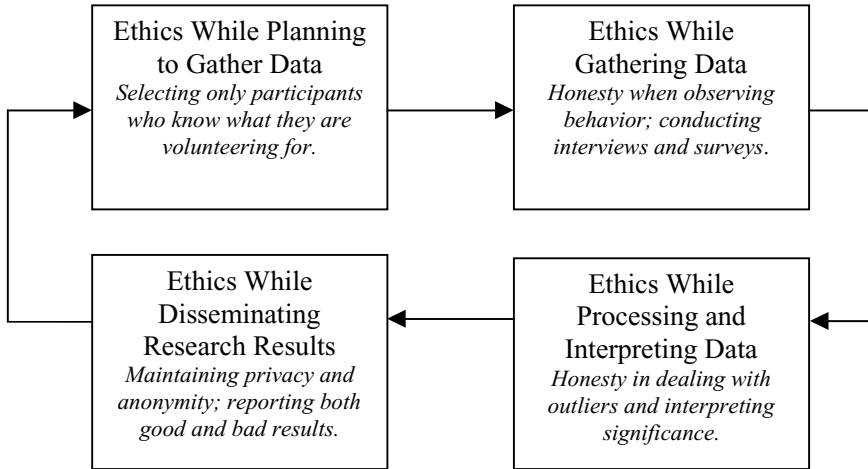 Ethics While Planning
to Gather Data
Selecting only participants
who know what they are
volunteering for.
Ethics While
Gathering Data
Honesty when observing
behavior; conducting
interviews and surveys.
Ethics While
Processing and
Interpreting Data
Honesty in dealing with
outliers and interpreting
significance.
Ethics While
Disseminating
Research Results
Maintaining privacy and
anonymity; reporting both
good and bad results.